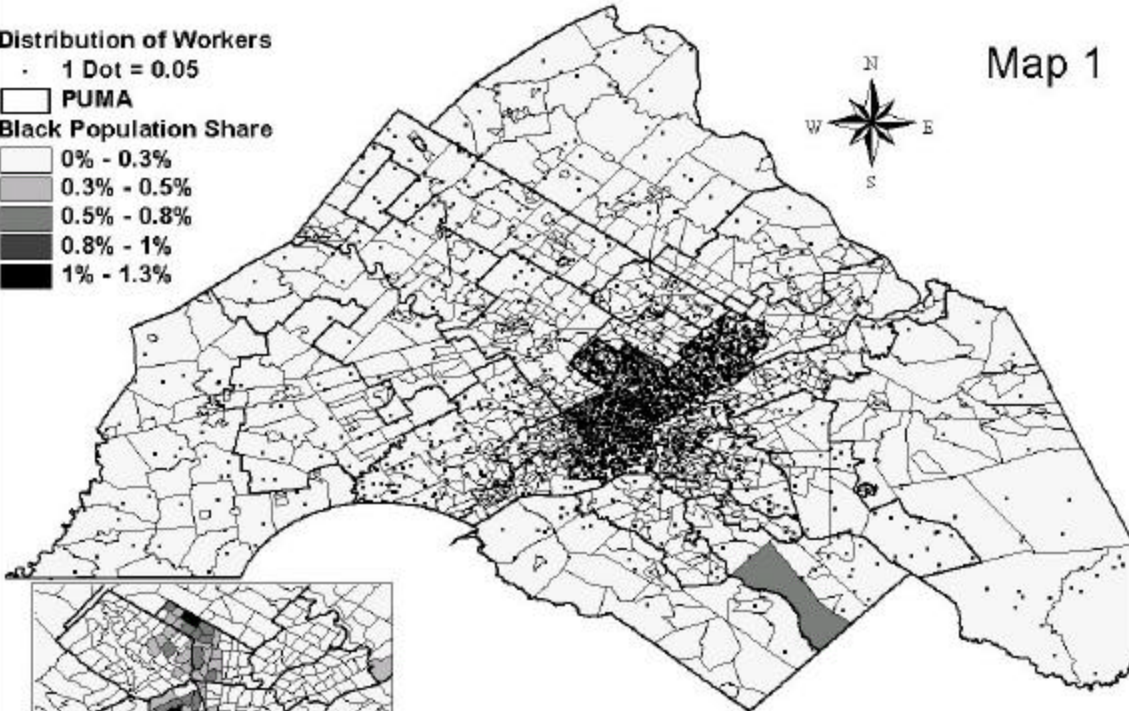 Distribution of Workers
1 Dot = 0.05
PUMA
Black Population Share
0% - 0.3%
0.3% - 0.5%
0.5% - 0.8%
0.8% - 1%
1% - 1.3%
Map 1
N
W E
S